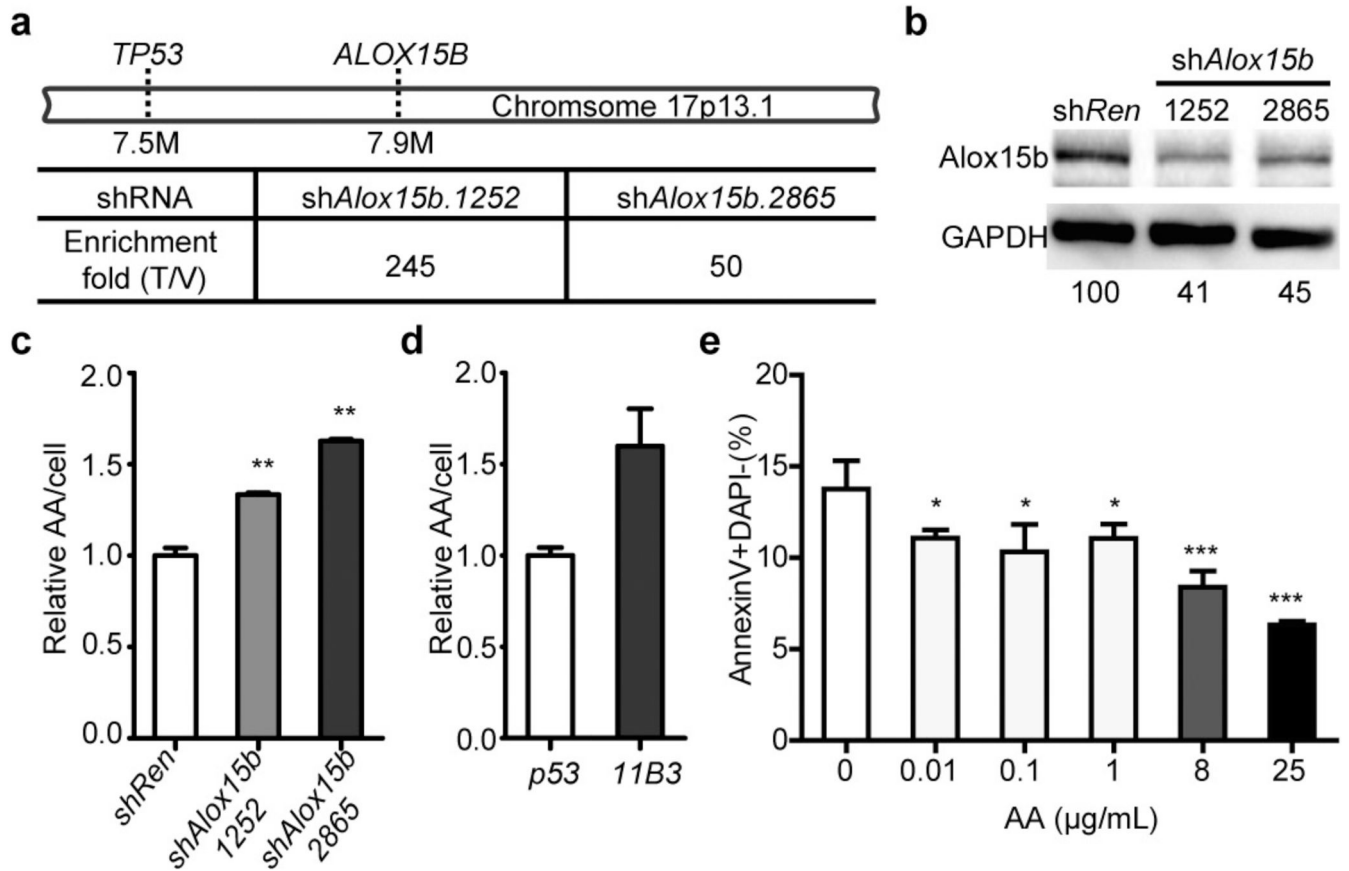 a
TP53 ALOX15B
Chromsome 17p13.1
7.5M 7.9M
shRNA shAlox15b.1252 shAlox15b.2865
Enrichment
fold (T/V) 245 50
b
shAlox15b
shRen 1252 2865
Alox15b
GAPDH
100 41 45
c
Relative AA/cell
2.0
1.5
1.0
0.5
0.0
shRen
shAlox15b
1252
shAlox15b
2865
** **
d
Relative AA/cell
2.0
1.5
1.0
0.5
0.0
p53 11B3
e
AnnexinV+DAPI-(%)
20
15
10
5
0
* * * *** ***
0 0.01 0.1 1 8 25
AA (µg/mL)